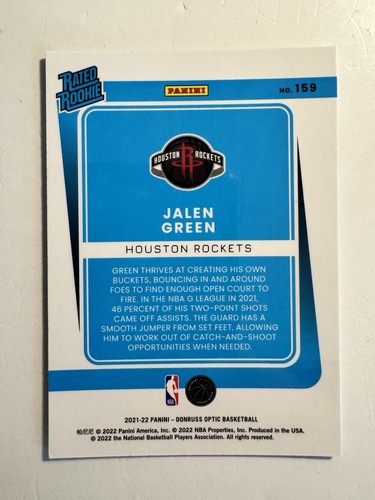 RATED
ROOKIE
PANINI
NO. 159
HOUSTON ROCKETS
JALEN
GREEN
HOUSTON ROCKETS
GREEN THRIVES AT CREATING HIS OWN
BUCKETS, BOUNCING IN AND AROUND
FOES TO FIND ENOUGH OPEN COURT TO
FIRE. IN THE NBA G LEAGUE IN 2021,
46 PERCENT OF HIS TWO-POINT SHOTS
CAME OFF ASSISTS. THE GUARD HAS A
SMOOTH JUMPER FROM SET FEET, ALLOWING
HIM TO WORK OUT OF CATCH-AND-SHOOT
OPPORTUNITIES WHEN NEEDED.
2021-22 PANINI – DONRUSS OPTIC BASKETBALL
帕尼尼 © 2022 Panini America, Inc. © 2022 NBA Properties, Inc. Produced in the USA.
© 2022 the National Basketball Players Association. All rights reserved.